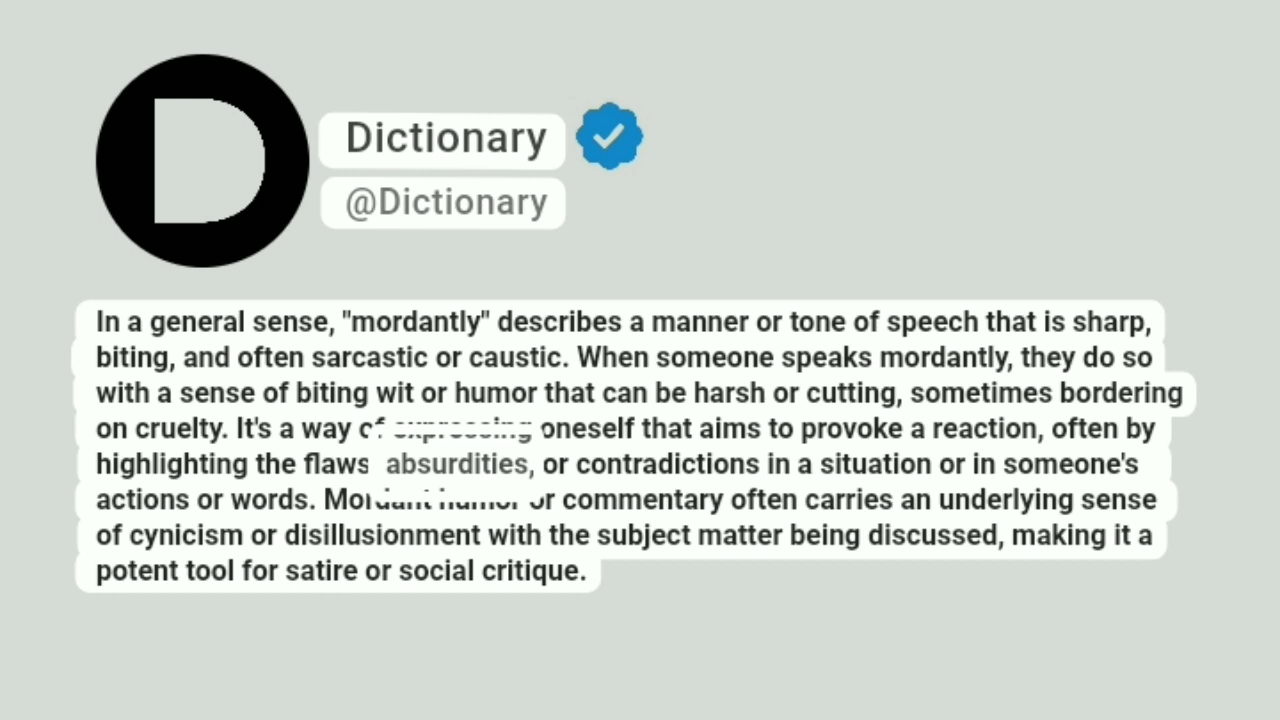 D
Dictionary
@Dictionary
In a general sense, "mordantly" describes a manner or tone of speech that is sharp,
biting, and often sarcastic or caustic. When someone speaks mordantly, they do so
with a sense of biting wit or humor that can be harsh or cutting, sometimes bordering
on cruelty. It's a way of expressing oneself that aims to provoke a reaction, often by
highlighting the flaws absurdities, or contradictions in a situation or in someone's
actions or words. Mordant humor or commentary often carries an underlying sense
of cynicism or disillusionment with the subject matter being discussed, making it a
potent tool for satire or social critique.